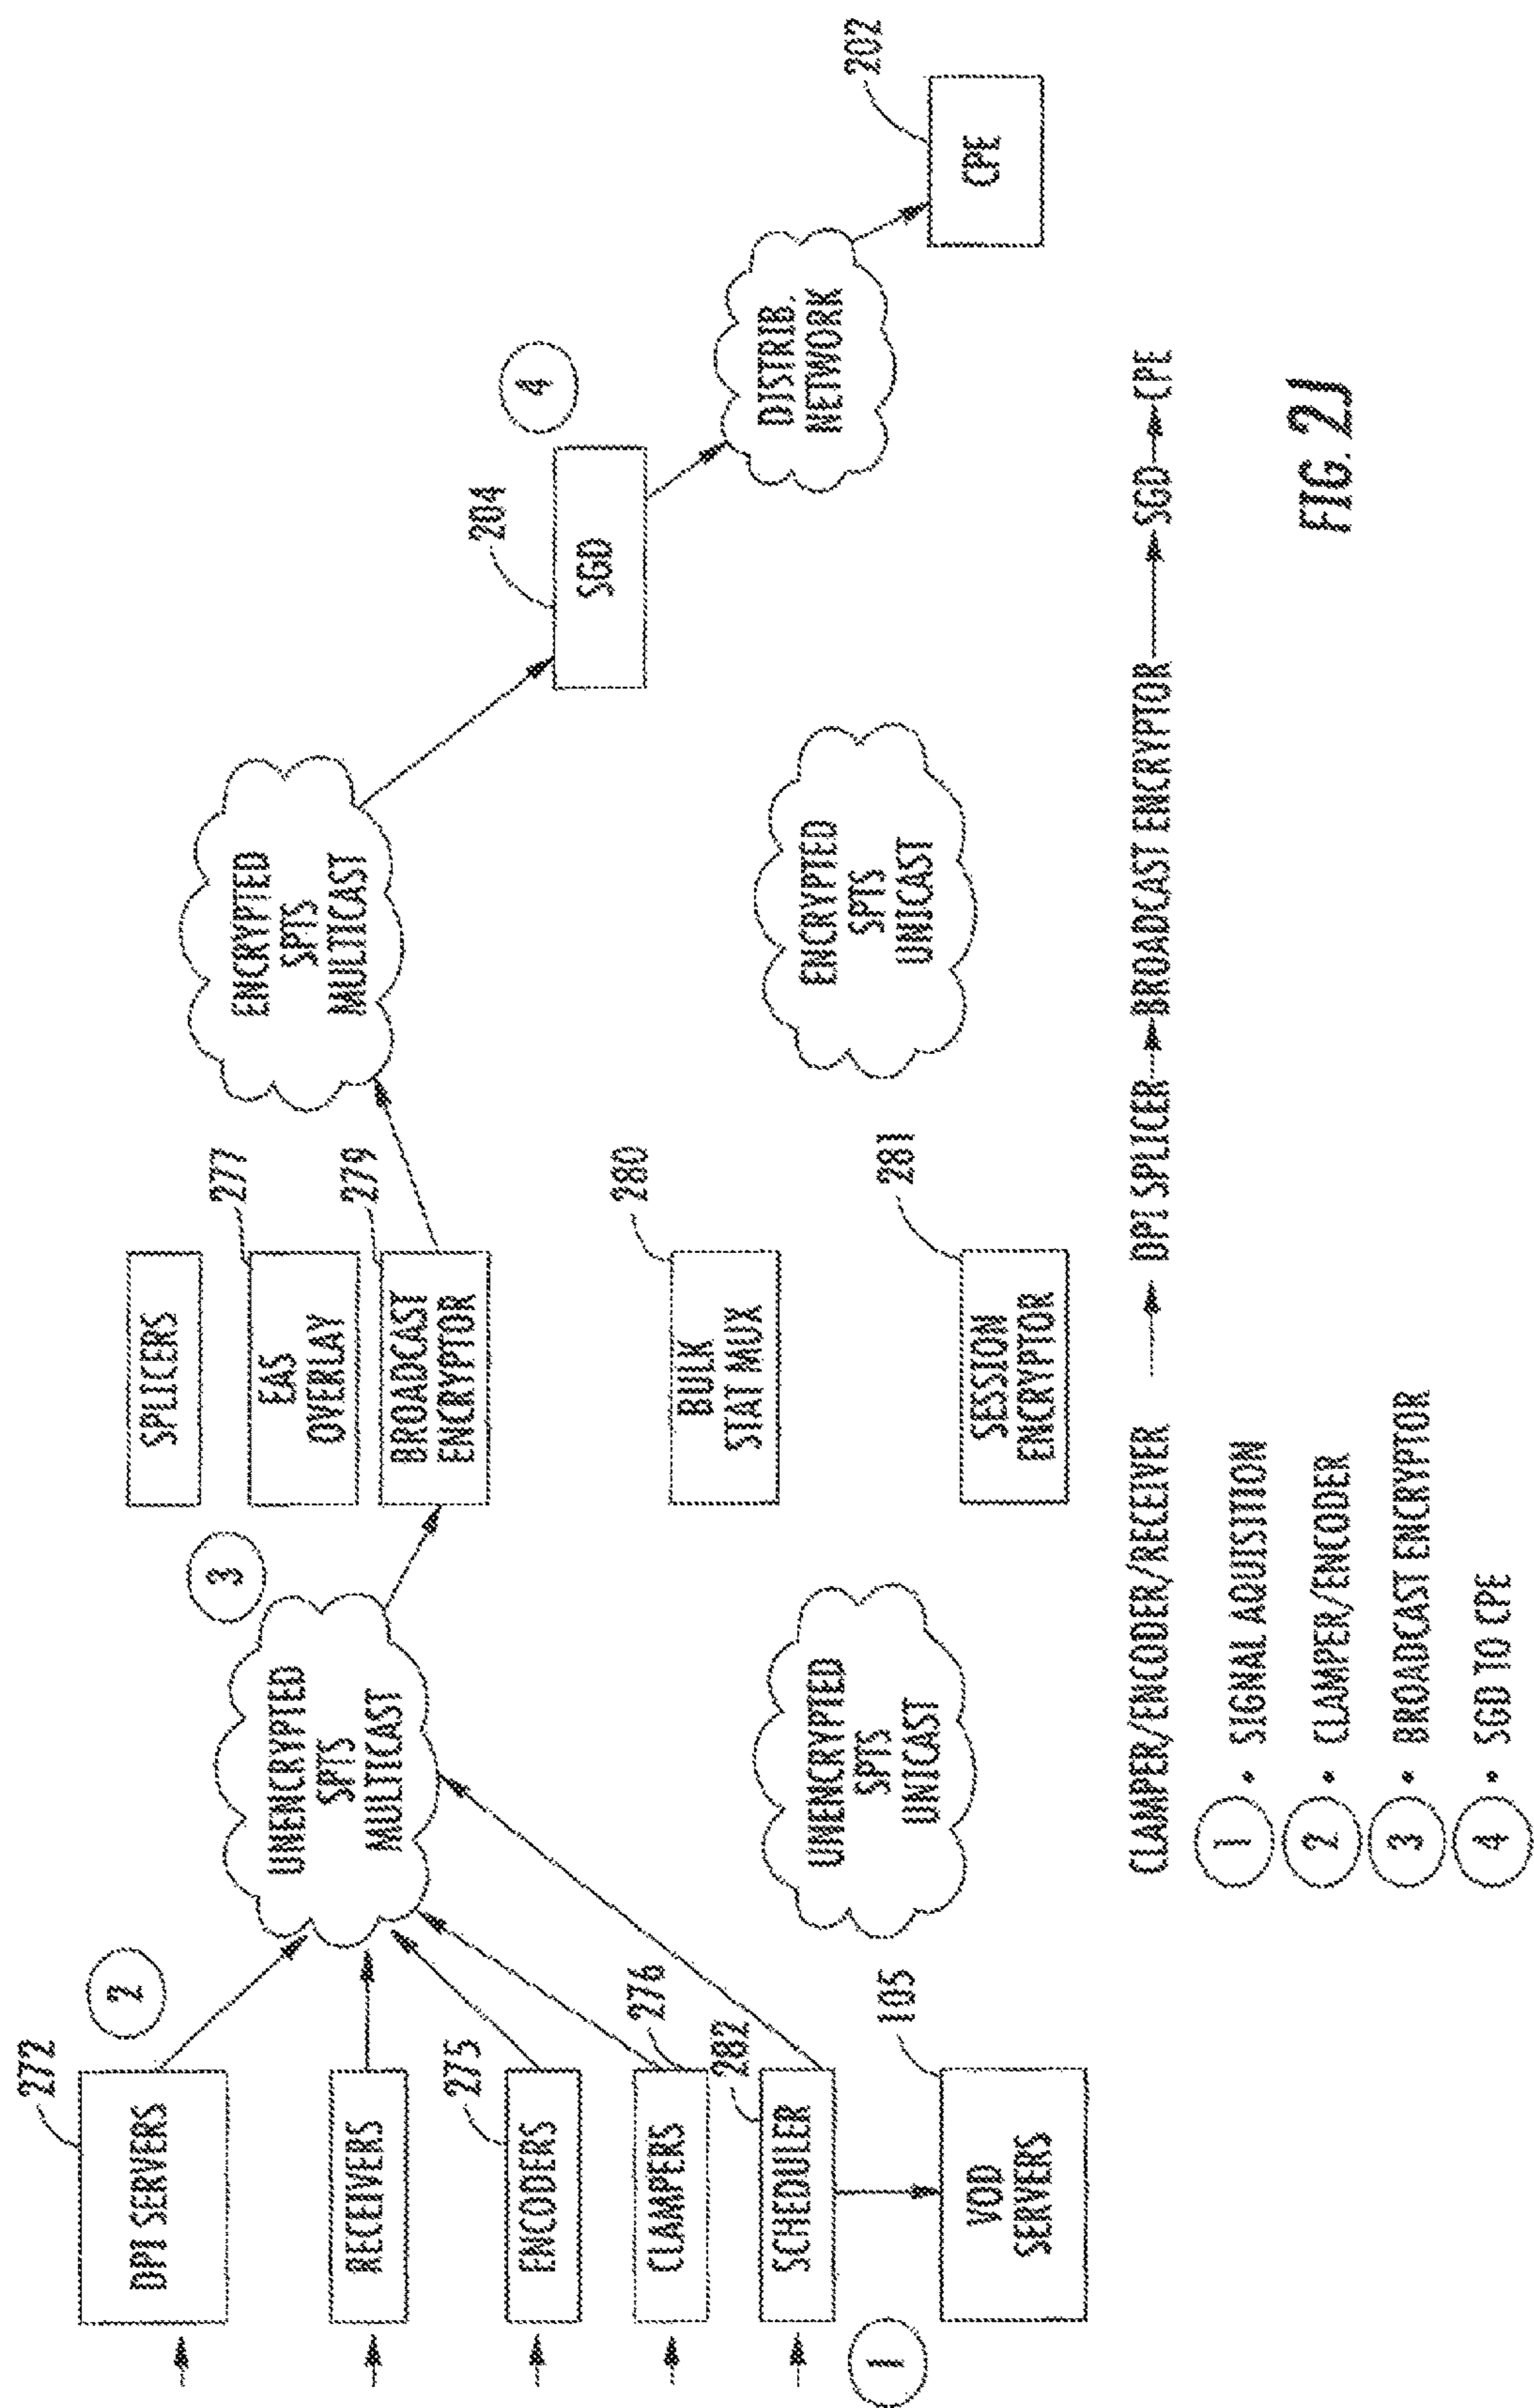 272
DPI SERVERS
2
RECEIVERS
275
ENCODERS
276
CLAMPERS
282
SCHEDULER
1
105
VOD
SERVERS
UNENCRYPTED
SPTS
MULTICAST
3
UNENCRYPTED
SPTS
UNICAST
SPLICERS
277
EAS
OVERLAY
279
BROADCAST
ENCRYPTOR
280
BULK
STAT MUX
281
SESSION
ENCRYPTOR
ENCRYPTED
SPTS
MULTICAST
ENCRYPTED
SPTS
UNICAST
204
SGD
4
DISTRIB.
NETWORK
202
CPE
CLAMPER/ENCODER/RECEIVER → DPI SPLICER → BROADCAST ENCRYPTOR → SGD → CPE
1 • SIGNAL AQUISITION
2 • CLAMPER/ENCODER
3 • BROADCAST ENCRYPTOR
4 • SGD TO CPE
FIG. 2J